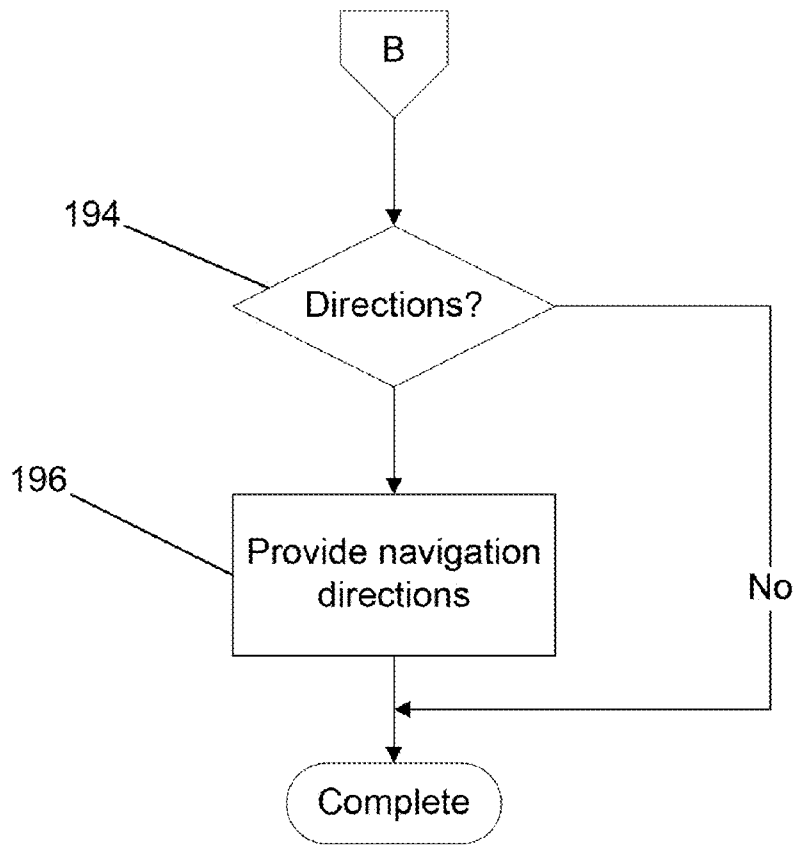 B
194
Directions?
196
Provide navigation
directions
No
Complete